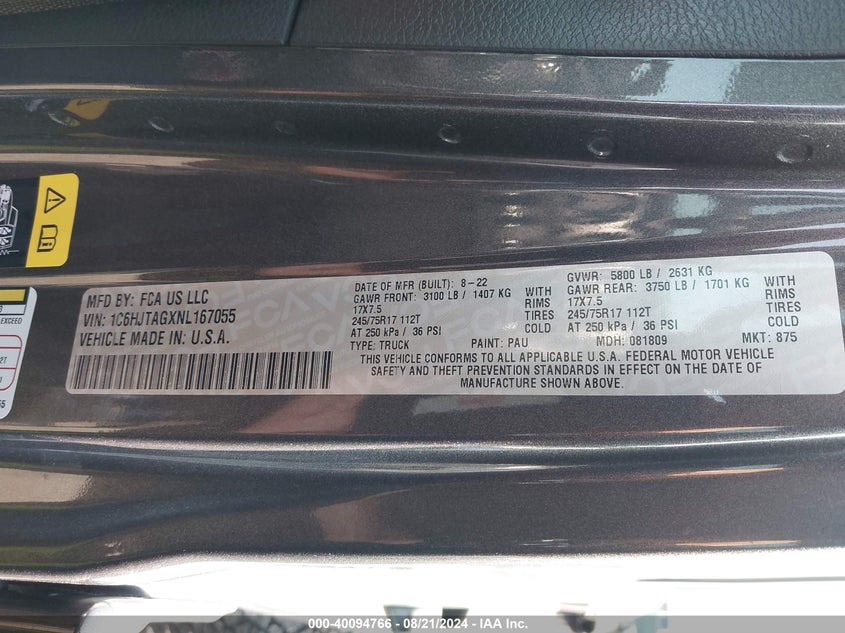 MFD BY: FCA US LLC
VIN: 1C6HJTAGXNL167055
VEHICLE MADE IN: U.S.A.
DATE OF MFR (BUILT): 8-22
GAWR FRONT: 3100 LB / 1407 KG WITH
17X7.5 RIMS
245/75R17 112T TIRES
AT 250 kPa / 36 PSI COLD
TYPE: TRUCK PAINT: PAU
GVWR: 5800 LB / 2631 KG
GAWR REAR: 3750 LB / 1701 KG WITH
17X7.5 RIMS
245/75R17 112T TIRES
AT 250 kPa / 36 PSI COLD
MDH: 081809 MKT: 875
THIS VEHICLE CONFORMS TO ALL APPLICABLE U.S.A. FEDERAL MOTOR VEHICLE
SAFETY AND THEFT PREVENTION STANDARDS IN EFFECT ON THE DATE OF
MANUFACTURE SHOWN ABOVE.
EXCEED
000-40094766 - 08/21/2024 - IAA Inc.